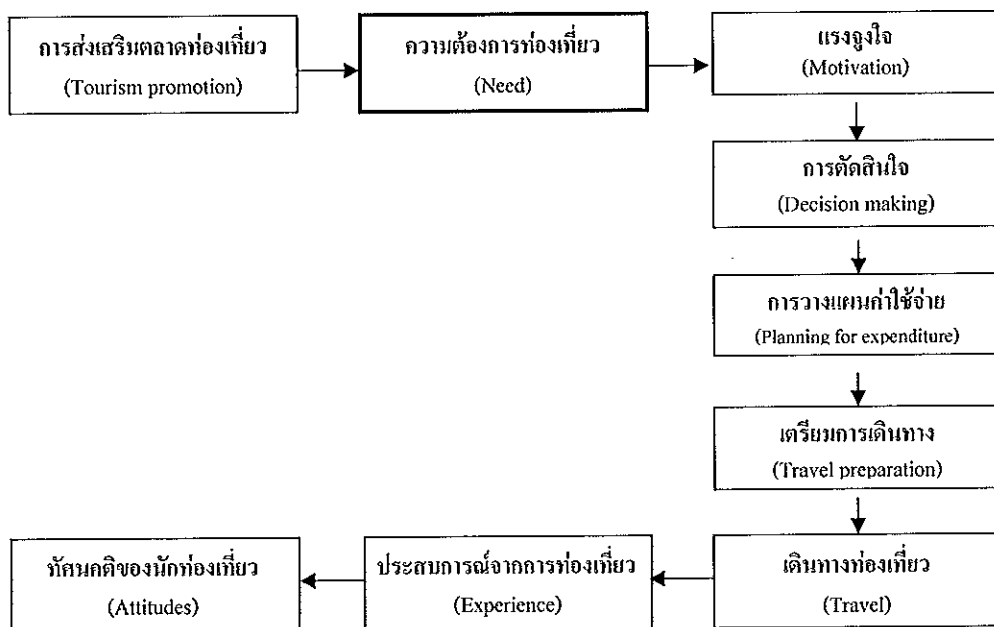 การส่งเสริมตลาดท่องเที่ยว
(Tourism promotion)
ความต้องการท่องเที่ยว
(Need)
แรงจูงใจ
(Motivation)
การตัดสินใจ
(Decision making)
การวางแผนค่าใช้จ่าย
(Planning for expenditure)
เตรียมการเดินทาง
(Travel preparation)
เดินทางท่องเที่ยว
(Travel)
ประสบการณ์จากการท่องเที่ยว
(Experience)
ทัศนคติของนักท่องเที่ยว
(Attitudes)